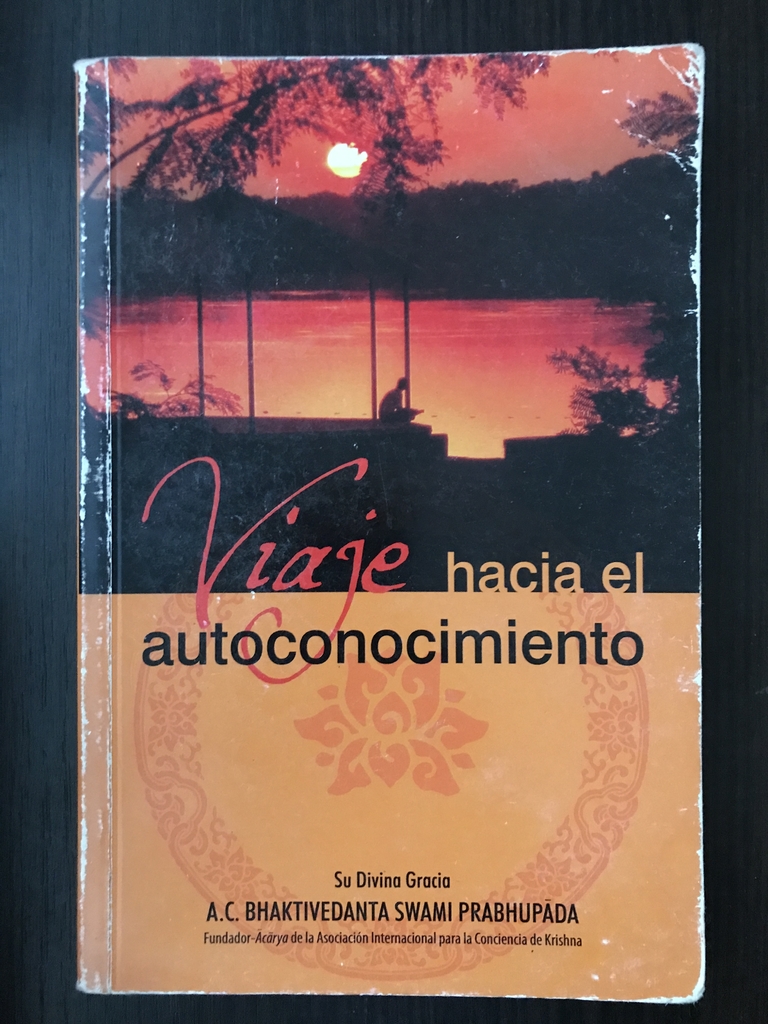 Viaje hacia el
autoconocimiento
Su Divina Gracia
A.C. BHAKTIVEDANTA SWAMI PRABHUPĀDA
Fundador-Ācārya de la Asociación Internacional para la Conciencia de Krishna